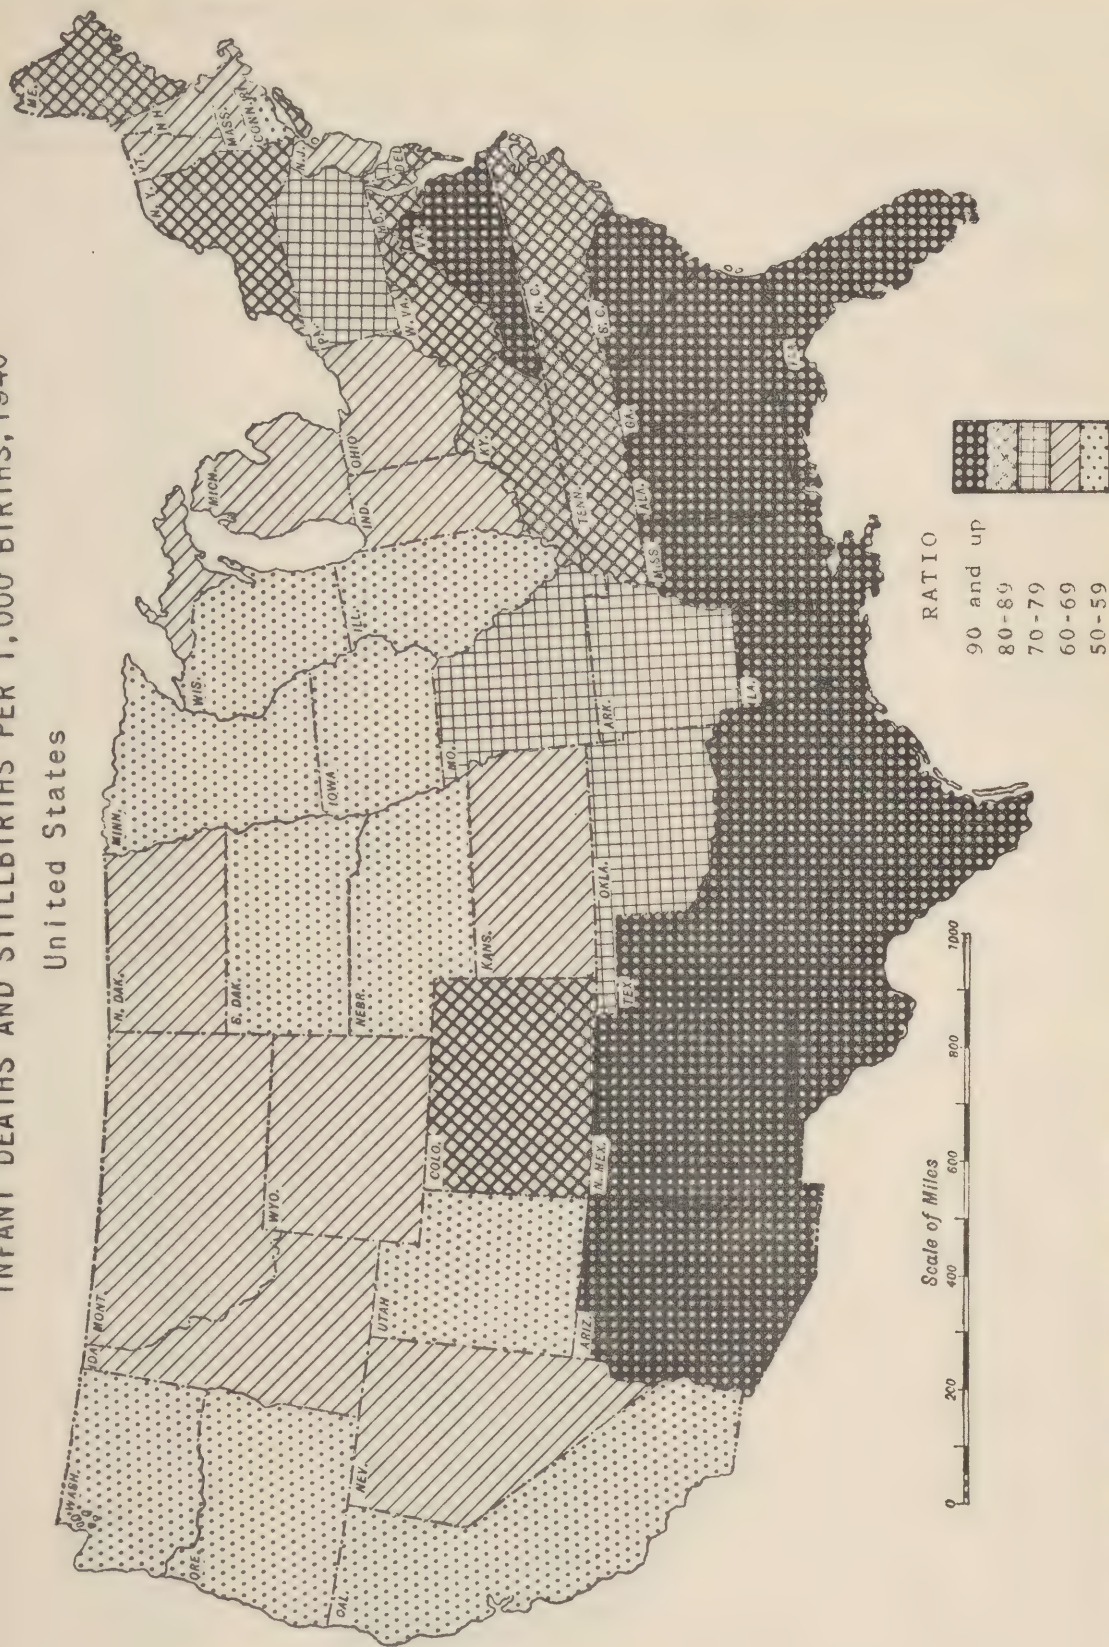 INFANT DEATHS AND STILLBIRTHS PER 1,000 BIRTHS, 1940
United States
WASH.
ORE.
CAL.
IDA.
MONT.
NEV.
UTAH
ARIZ.
WYO.
COLO.
N. MEX.
N. DAK.
S. DAK.
NEBR.
KANS.
OKLA.
TEX.
MINN.
IOWA
MO.
ARK.
LA.
WIS.
ILL.
MICH.
IND.
OHIO
KY.
TENN.
MISS.
ALA.
GA.
FLA.
S. C.
N. C.
VA.
W. VA.
MD.
DEL.
PA.
N. J.
N. Y.
CONN.
R.I.
MASS.
VT.
N.H.
ME.
Scale of Miles
0 200 400 600 800 1000
RATIO
90 and up
80-89
70-79
60-69
50-59